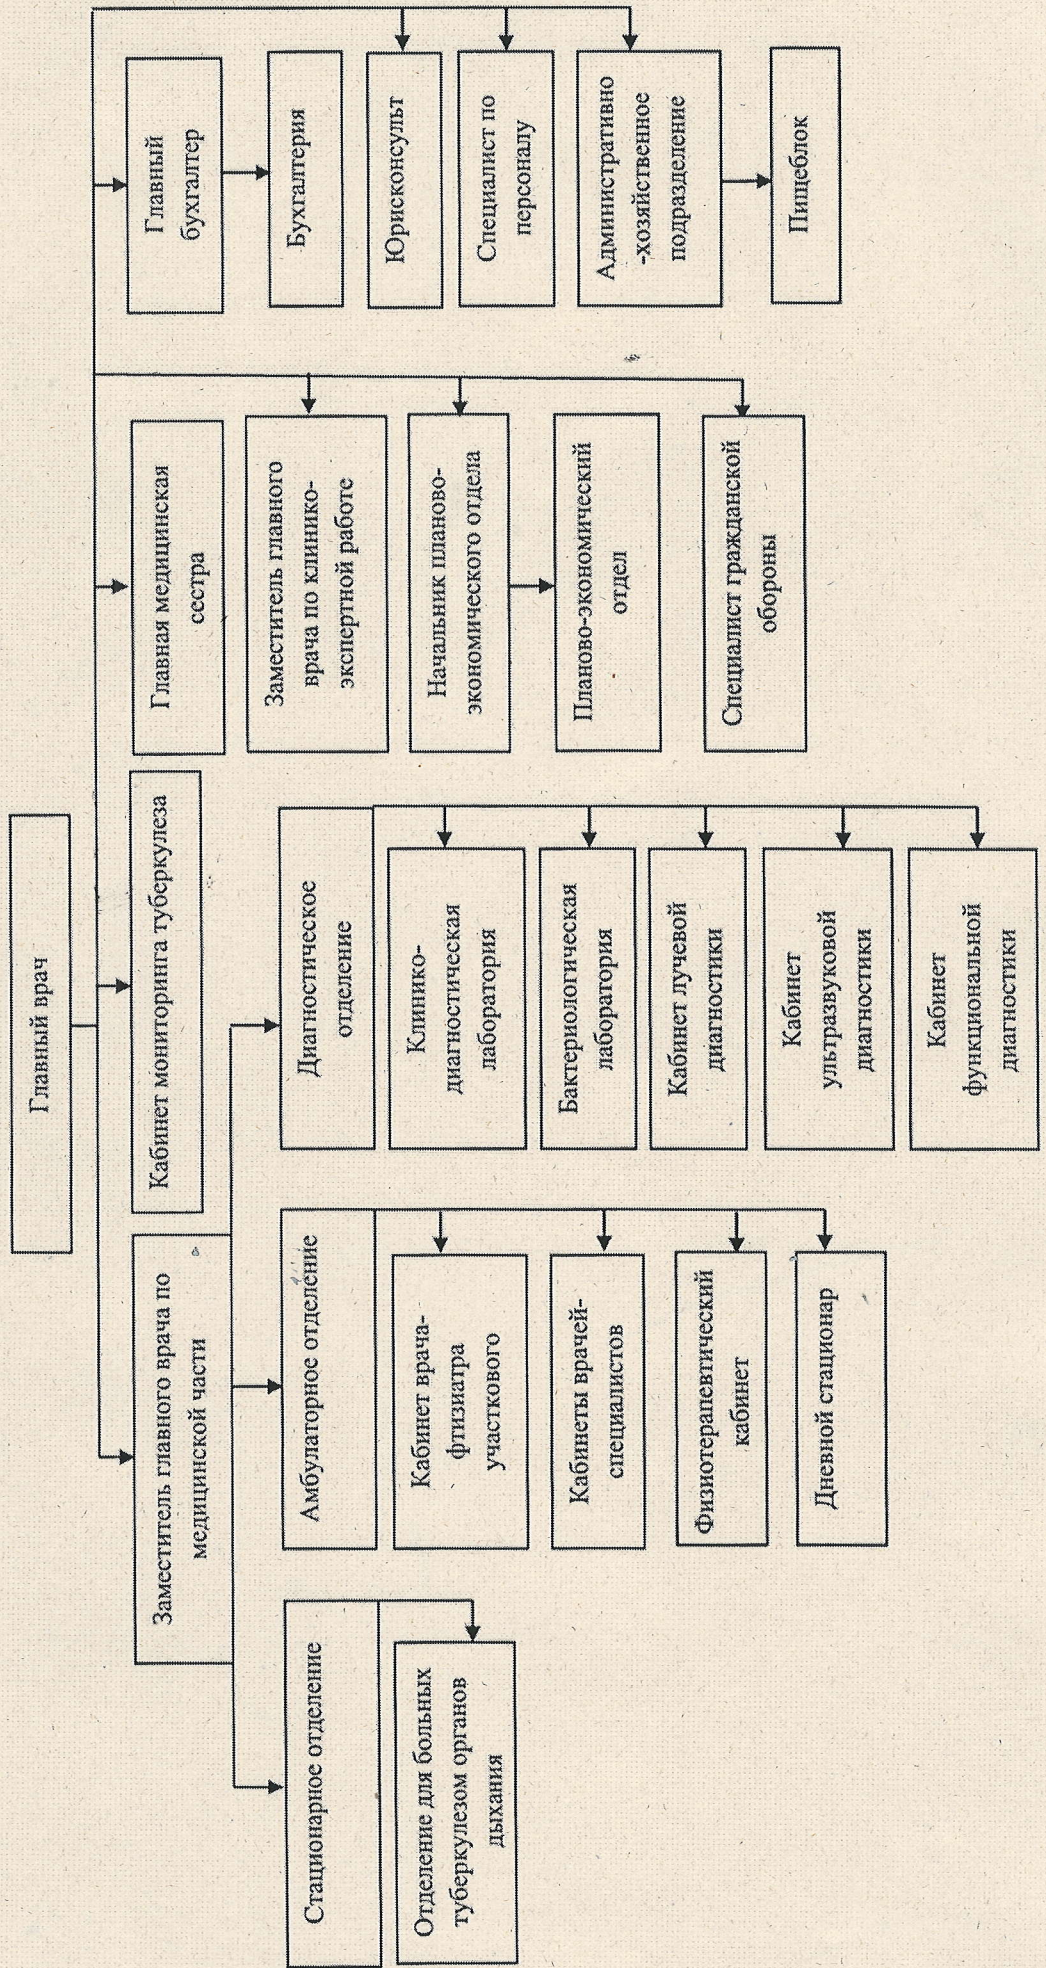 Главный врач
Заместитель главного врача по
медицинской части
Кабинет мониторинга туберкулеза
Главная медицинская
сестра
Главный
бухгалтер
Стационарное отделение
Отделение для больных
туберкулезом органов
дыхания
Амбулаторное отделение
Кабинет врача-
фтизиатра
участкового
Кабинеты врачей-
специалистов
Физиотерапевтический
кабинет
Дневной стационар
Диагностическое
отделение
Клинико-
диагностическая
лаборатория
Бактериологическая
лаборатория
Кабинет лучевой
диагностики
Кабинет
ультразвуковой
диагностики
Кабинет
функциональной
диагностики
Заместитель главного
врача по клинико-
экспертной работе
Начальник планово-
экономического отдела
Планово-экономический
отдел
Специалист гражданской
обороны
Бухгалтерия
Юрисконсульт
Специалист по
персоналу
Административно
-хозяйственное
подразделение
Пищеблок